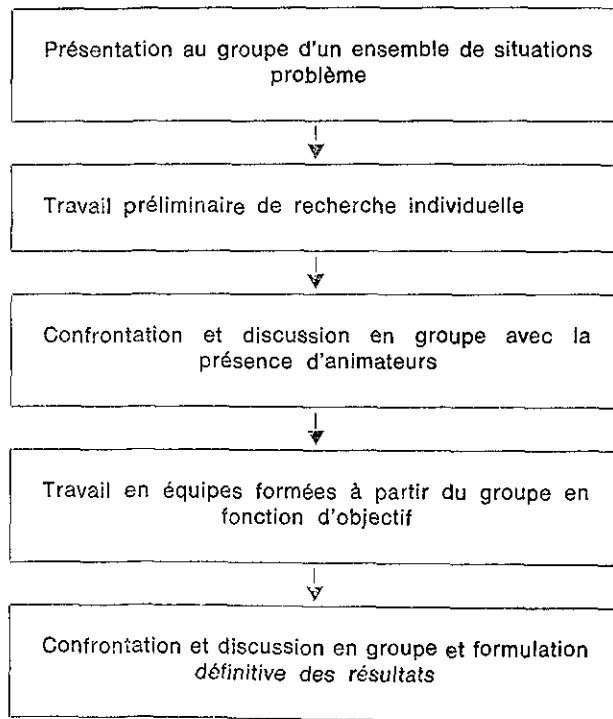 Présentation au groupe d'un ensemble de situations
problème
Travail préliminaire de recherche individuelle
Confrontation et discussion en groupe avec la
présence d'animateurs
Travail en équipes formées à partir du groupe en
fonction d'objectif
Confrontation et discussion en groupe et formulation
définitive des résultats